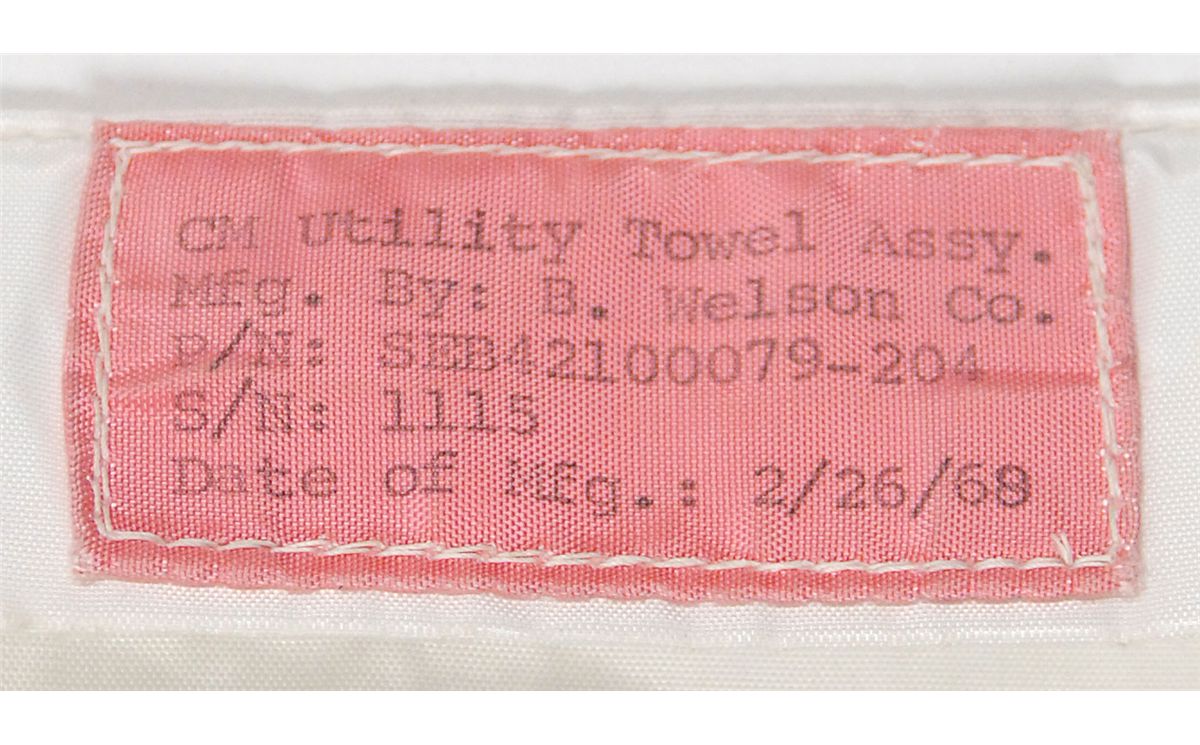 CM Utility Towel Assy.
Mfg. By: B. Welson Co.
P/N: SEB42100079-204
S/N: 1115
Date of Mfg.: 2/26/68